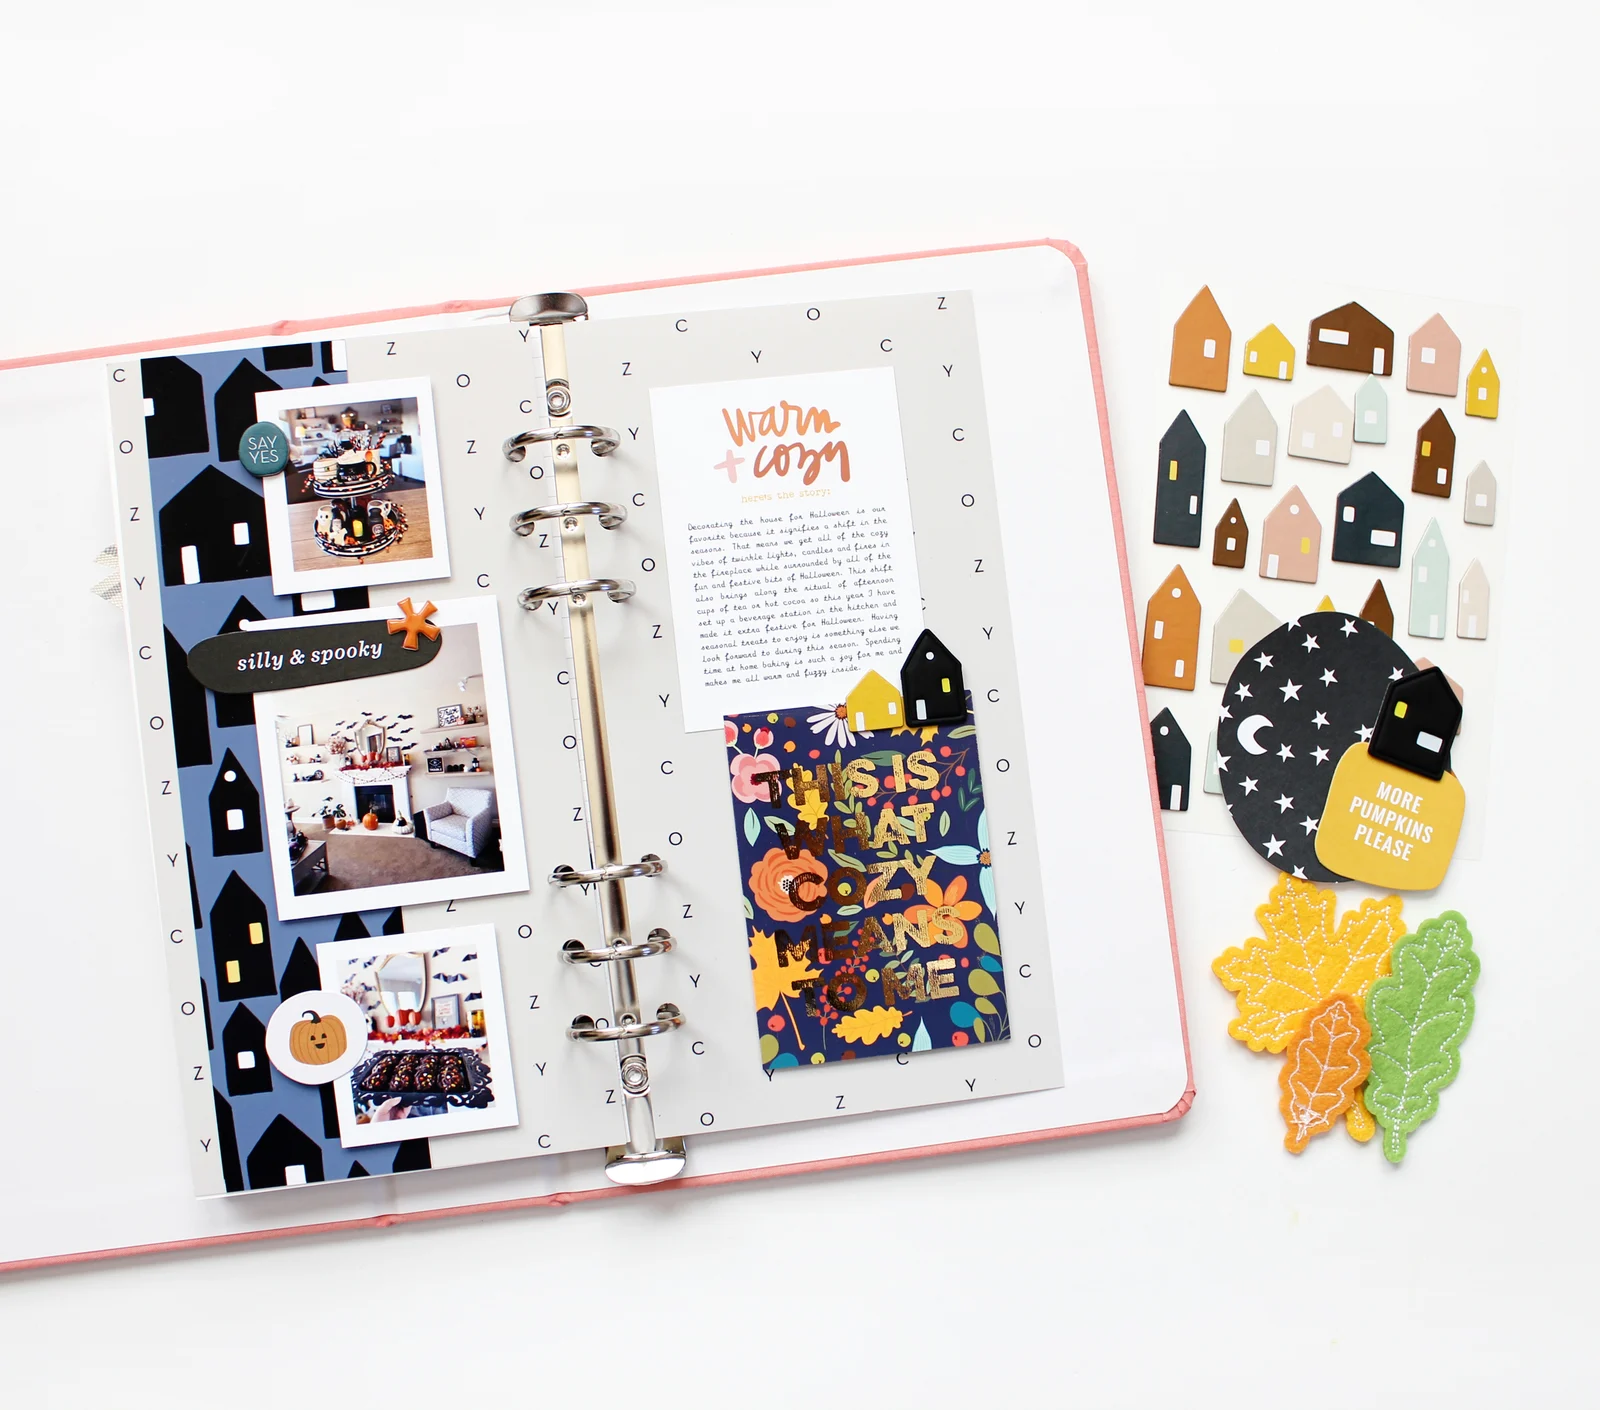 SAY
YES
silly & spooky
warm
+ cozy
here's the story:
Decorating the house for Halloween is our
favorite because it signifies a shift in the
seasons. That means we get all of the cozy
vibes of twinkle lights, candles and fires in
the fireplace while surrounded by all of the
fun and festive bits of Halloween. This shift
also brings along the ritual of afternoon
cups of tea or hot cocoa so this year I have
set up a beverage station in the kitchen and
made it extra festive for Halloween. Having
seasonal treats to enjoy is something else we
look forward to during this season. Spending
time at home baking is such a joy for me and
makes me all warm and fuzzy inside.
THIS IS
WHAT
COZY
MEANS
TO ME
MORE
PUMPKINS
PLEASE